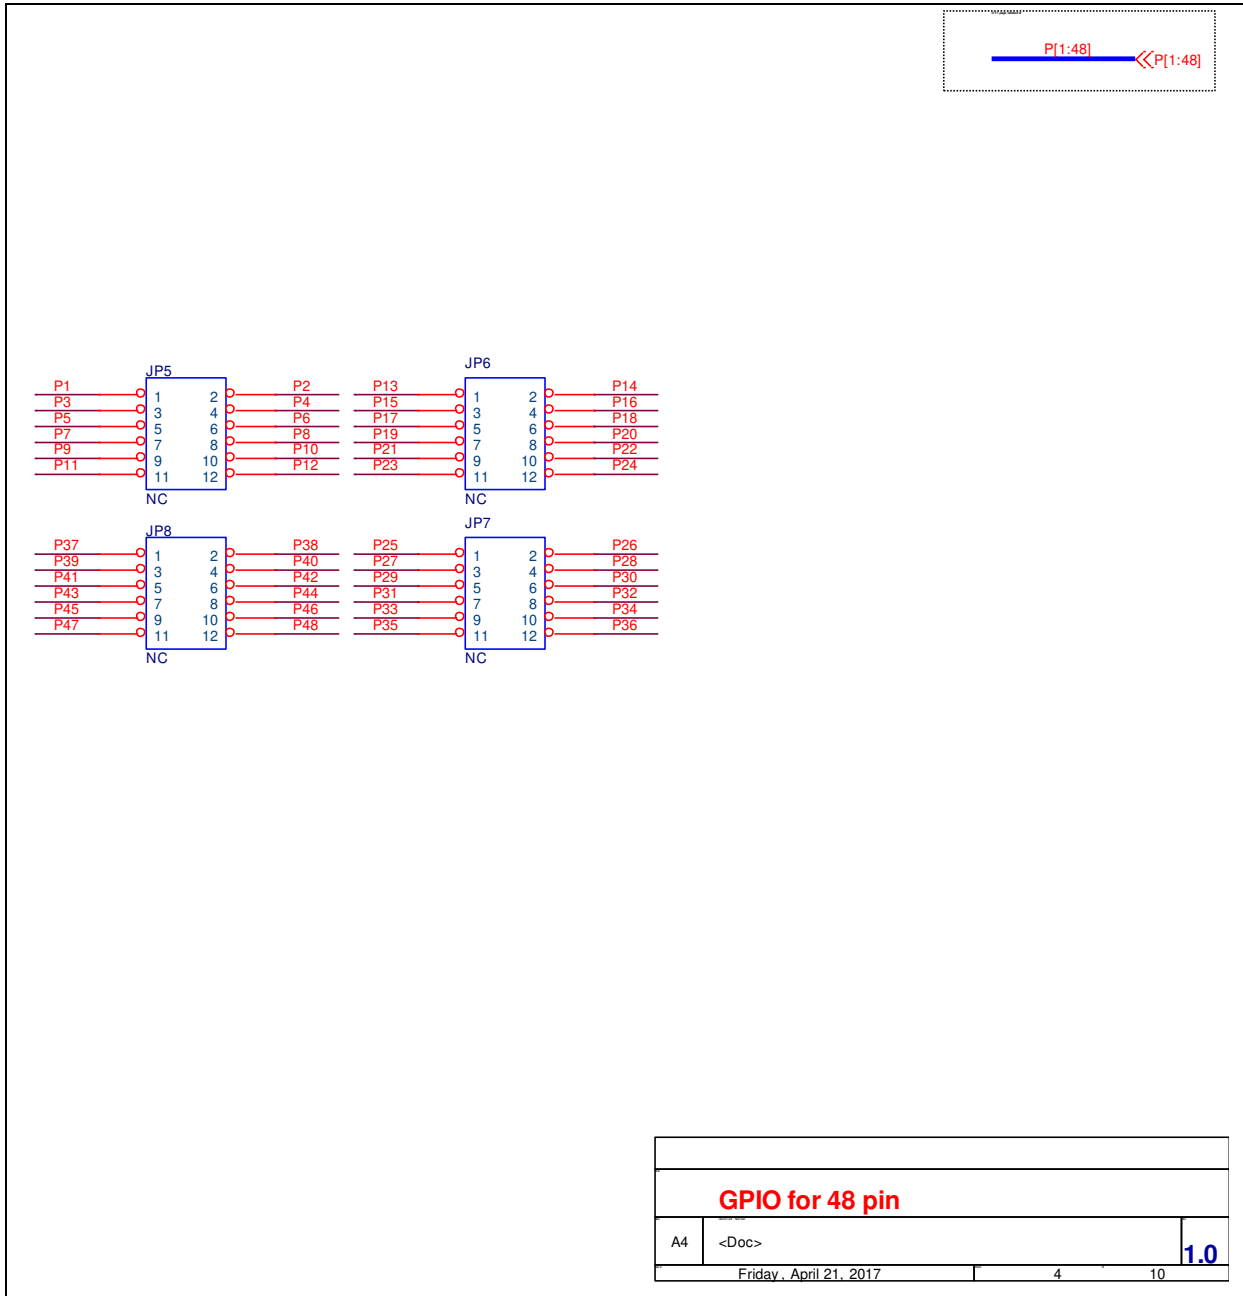 P[1:48]
P[1:48]
JP5
P1 1 2 P2
P3 3 4 P4
P5 5 6 P6
P7 7 8 P8
P9 9 10 P10
P11 11 12 P12
NC
JP6
P13 1 2 P14
P15 3 4 P16
P17 5 6 P18
P19 7 8 P20
P21 9 10 P22
P23 11 12 P24
NC
JP8
P37 1 2 P38
P39 3 4 P40
P41 5 6 P42
P43 7 8 P44
P45 9 10 P46
P47 11 12 P48
NC
JP7
P25 1 2 P26
P27 3 4 P28
P29 5 6 P30
P31 7 8 P32
P33 9 10 P34
P35 11 12 P36
NC
GPIO for 48 pin
A4 <Doc> 1.0
Friday, April 21, 2017 4 10